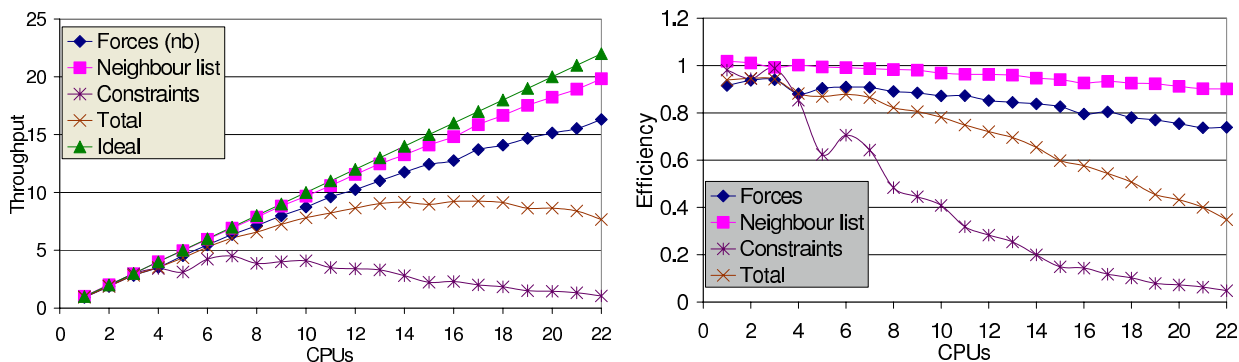 25
20
15
10
5
0
Throughput
Forces (nb)
Neighbour list
Constraints
Total
Ideal
0 2 4 6 8 10 12 14 16 18 20 22
CPUs
1.2
1
0.8
0.6
0.4
0.2
0
Efficiency
Forces
Neighbour list
Constraints
Total
0 2 4 6 8 10 12 14 16 18 20 22
CPUs